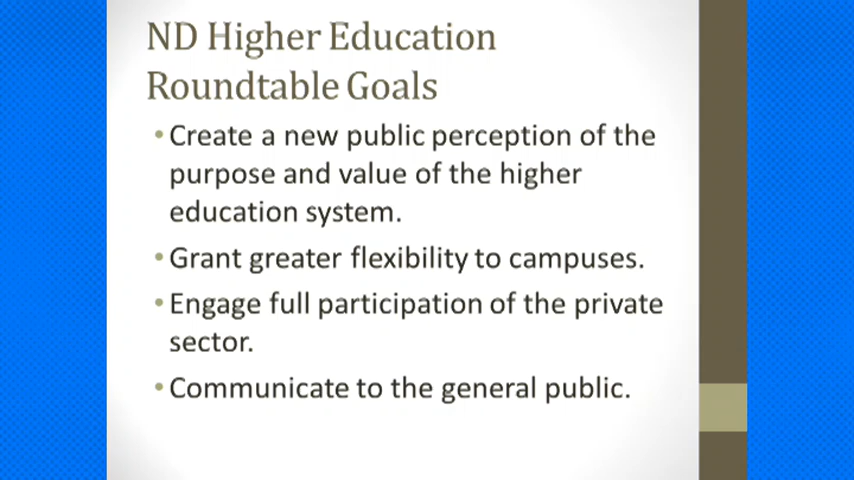 ND Higher Education
Roundtable Goals
• Create a new public perception of the
purpose and value of the higher
education system.
• Grant greater flexibility to campuses.
• Engage full participation of the private
sector.
• Communicate to the general public.